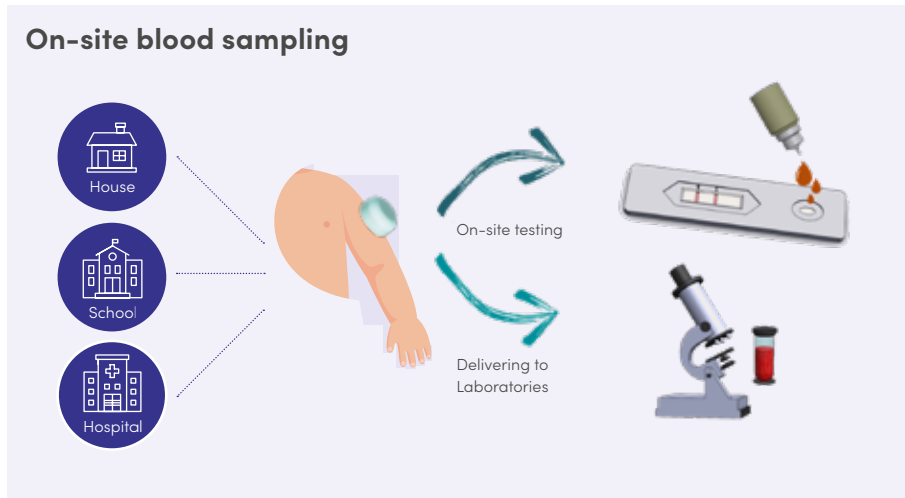 On-site blood sampling
House
School
Hospital
On-site testing
Delivering to
Laboratories